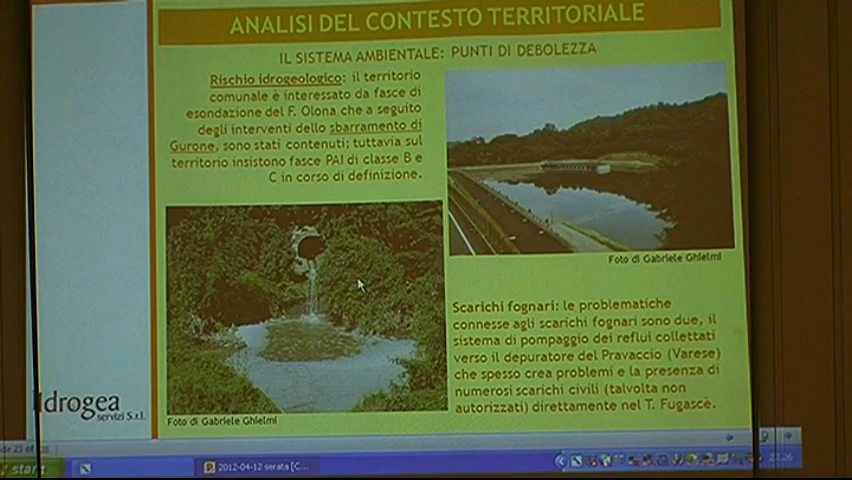 ANALISI DEL CONTESTO TERRITORIALE
IL SISTEMA AMBIENTALE: PUNTI DI DEBOLEZZA
Rischio idrogeologico: il territorio
comunale è interessato da fasce di
esondazione del F. Olona che a seguito
degli interventi dello sbarramento di
Gurone, sono stati contenuti; tuttavia sul
territorio insistono fasce PAI di classe B e
C in corso di definizione.
Foto di Gabriele Ghielmi
Scarichi fognari: le problematiche
connesse agli scarichi fognari sono due, il
sistema di pompaggio dei reflui collettati
verso il depuratore del Pravaccio (Varese)
che spesso crea problemi e la presenza di
numerosi scarichi civili (talvolta non
autorizzati) direttamente nel T. Fugascè.
Foto di Gabriele Ghielmi
Idrogea
servizi S.r.l.
start
2012-04-12 serata [C...